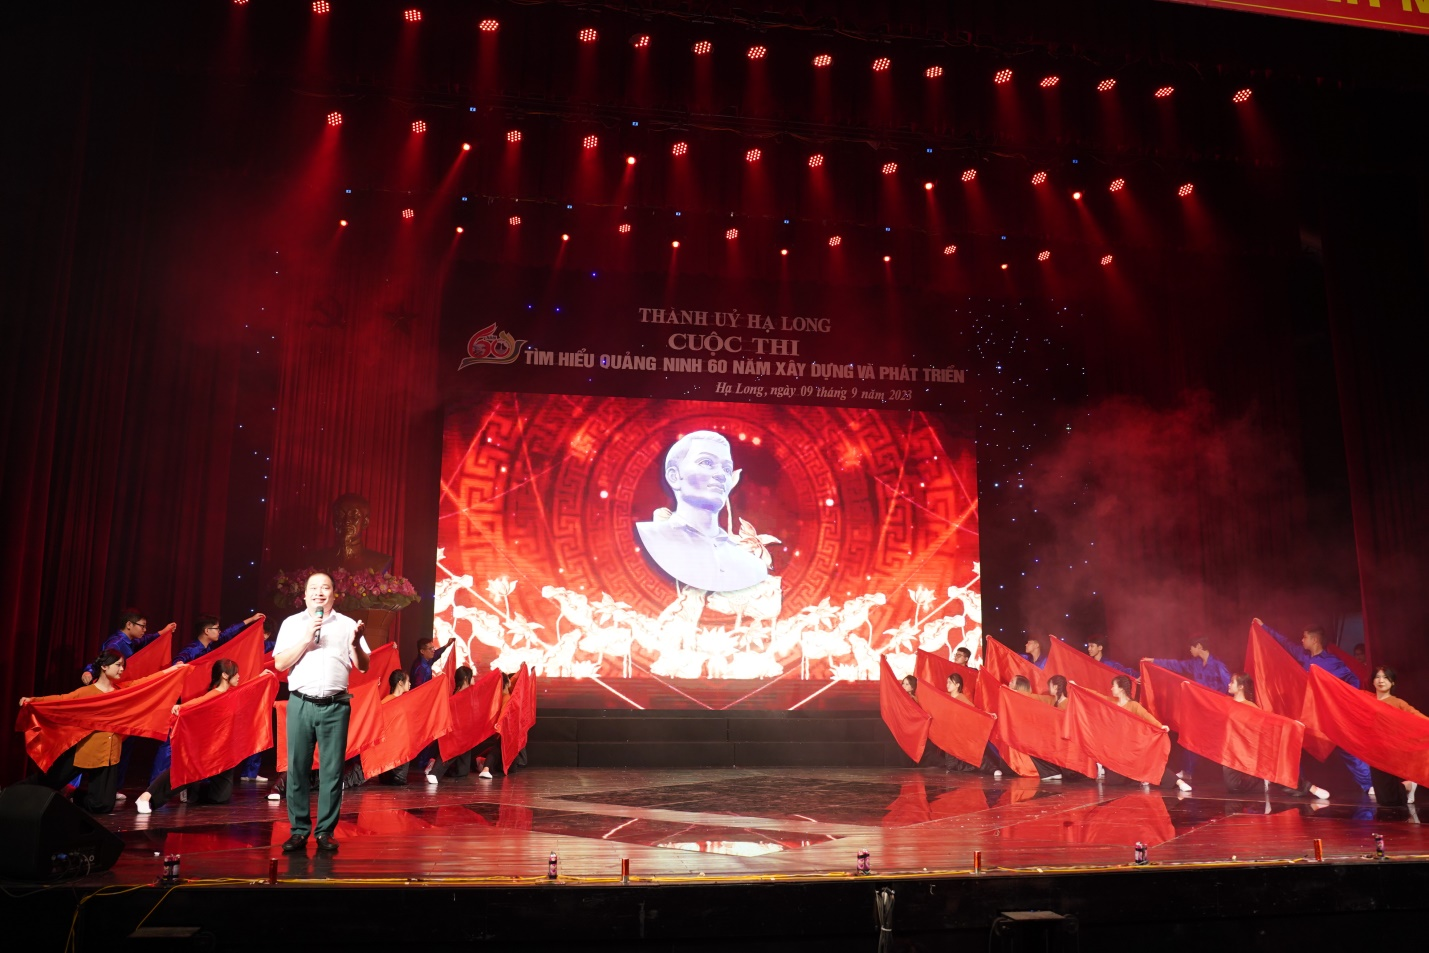 THÀNH UỶ HẠ LONG
CUỘC THI
60
TÌM HIỂU QUẢNG NINH 60 NĂM XÂY DỰNG VÀ PHÁT TRIỂN
Hạ Long, ngày 09 tháng 9 năm 2023